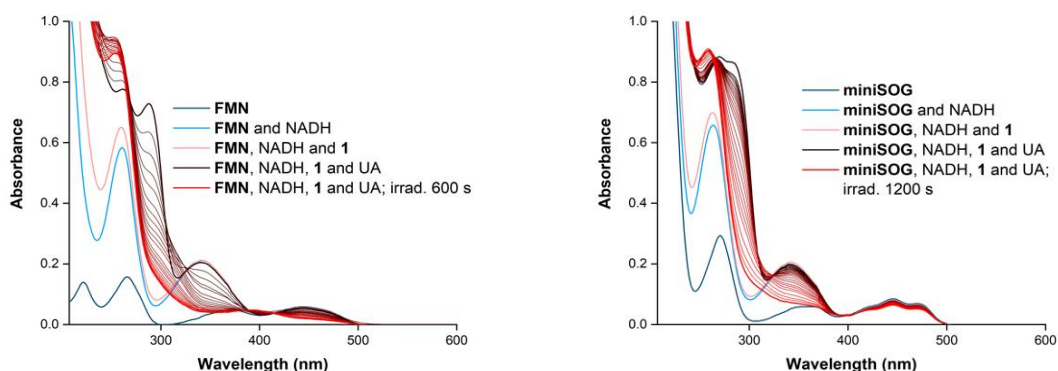 1.0
0.8
0.6
0.4
0.2
0.0
Absorbance
300
400
500
600
Wavelength (nm)
FMN
FMN and NADH
FMN, NADH and 1
FMN, NADH, 1 and UA
FMN, NADH, 1 and UA; irrad. 600 s
1.0
0.8
0.6
0.4
0.2
0.0
Absorbance
300
400
500
600
Wavelength (nm)
miniSOG
miniSOG and NADH
miniSOG, NADH and 1
miniSOG, NADH, 1 and UA
miniSOG, NADH, 1 and UA;
irrad. 1200 s